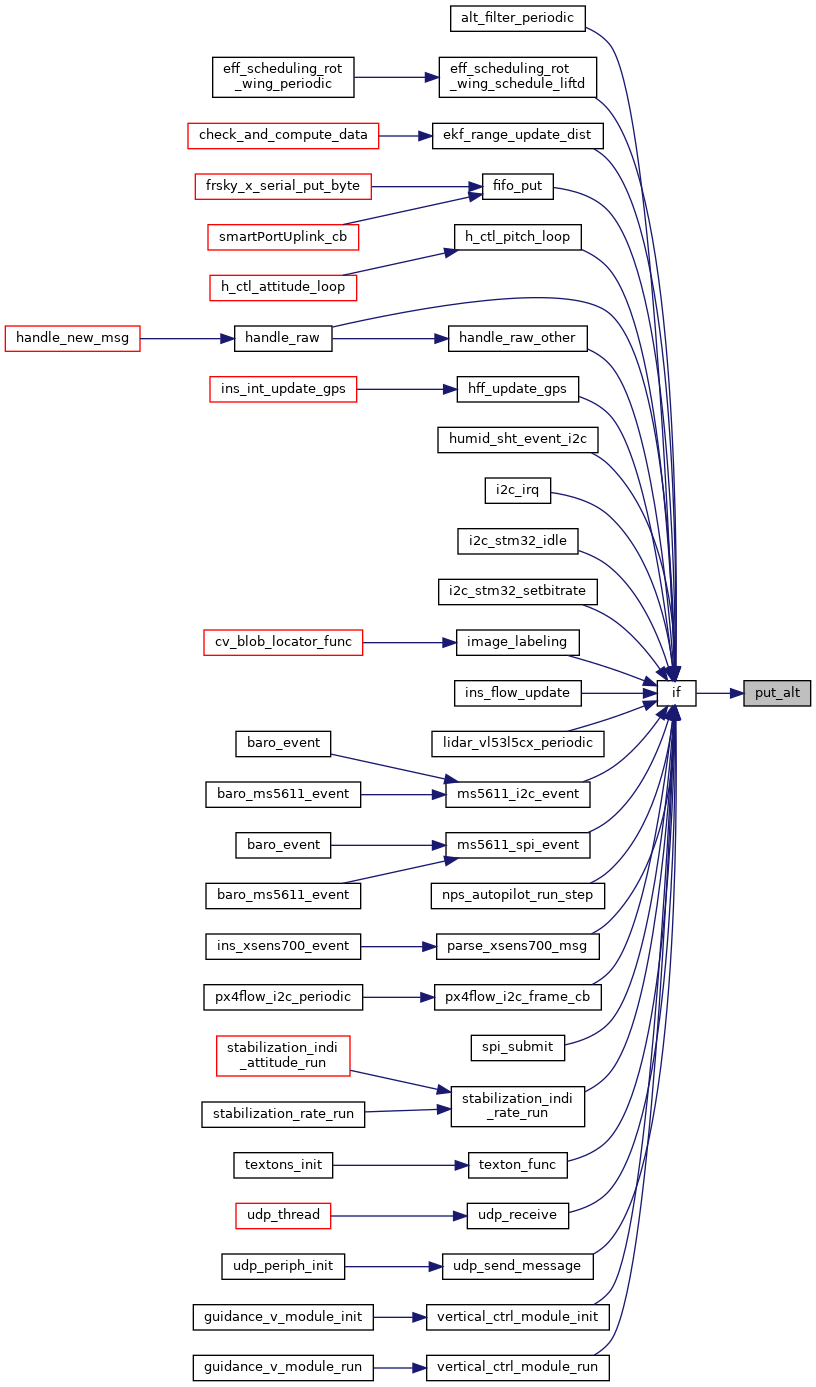 alt_filter_periodic
eff_scheduling_rot
_wing_periodic
eff_scheduling_rot
_wing_schedule_liftd
check_and_compute_data
ekf_range_update_dist
frsky_x_serial_put_byte
fifo_put
smartPortUplink_cb
h_ctl_pitch_loop
h_ctl_attitude_loop
handle_new_msg
handle_raw
handle_raw_other
ins_int_update_gps
hff_update_gps
humid_sht_event_i2c
i2c_irq
i2c_stm32_idle
i2c_stm32_setbitrate
cv_blob_locator_func
image_labeling
ins_flow_update
if
put_alt
baro_event
lidar_vl53l5cx_periodic
baro_ms5611_event
ms5611_i2c_event
baro_event
ms5611_spi_event
baro_ms5611_event
nps_autopilot_run_step
ins_xsens700_event
parse_xsens700_msg
px4flow_i2c_periodic
px4flow_i2c_frame_cb
spi_submit
stabilization_indi
_attitude_run
stabilization_rate_run
stabilization_indi
_rate_run
textons_init
texton_func
udp_thread
udp_receive
udp_periph_init
udp_send_message
guidance_v_module_init
vertical_ctrl_module_init
guidance_v_module_run
vertical_ctrl_module_run